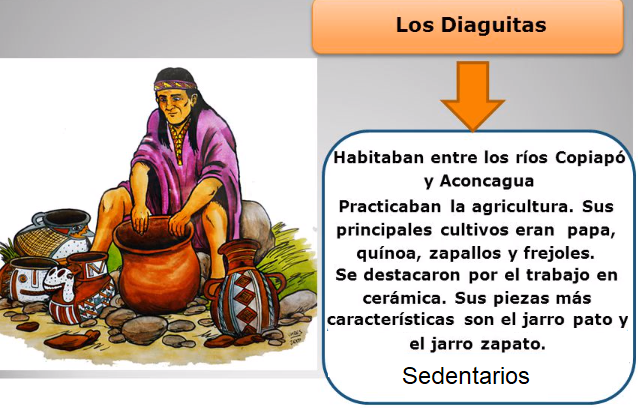 Los Diaguitas
Habitaban entre los ríos Copiapó
y Aconcagua
Practicaban la agricultura. Sus
principales cultivos eran papa,
quínoa, zapallos y frejoles.
Se destacaron por el trabajo en
cerámica. Sus piezas más
características son el jarro pato y
el jarro zapato.
Sedentarios